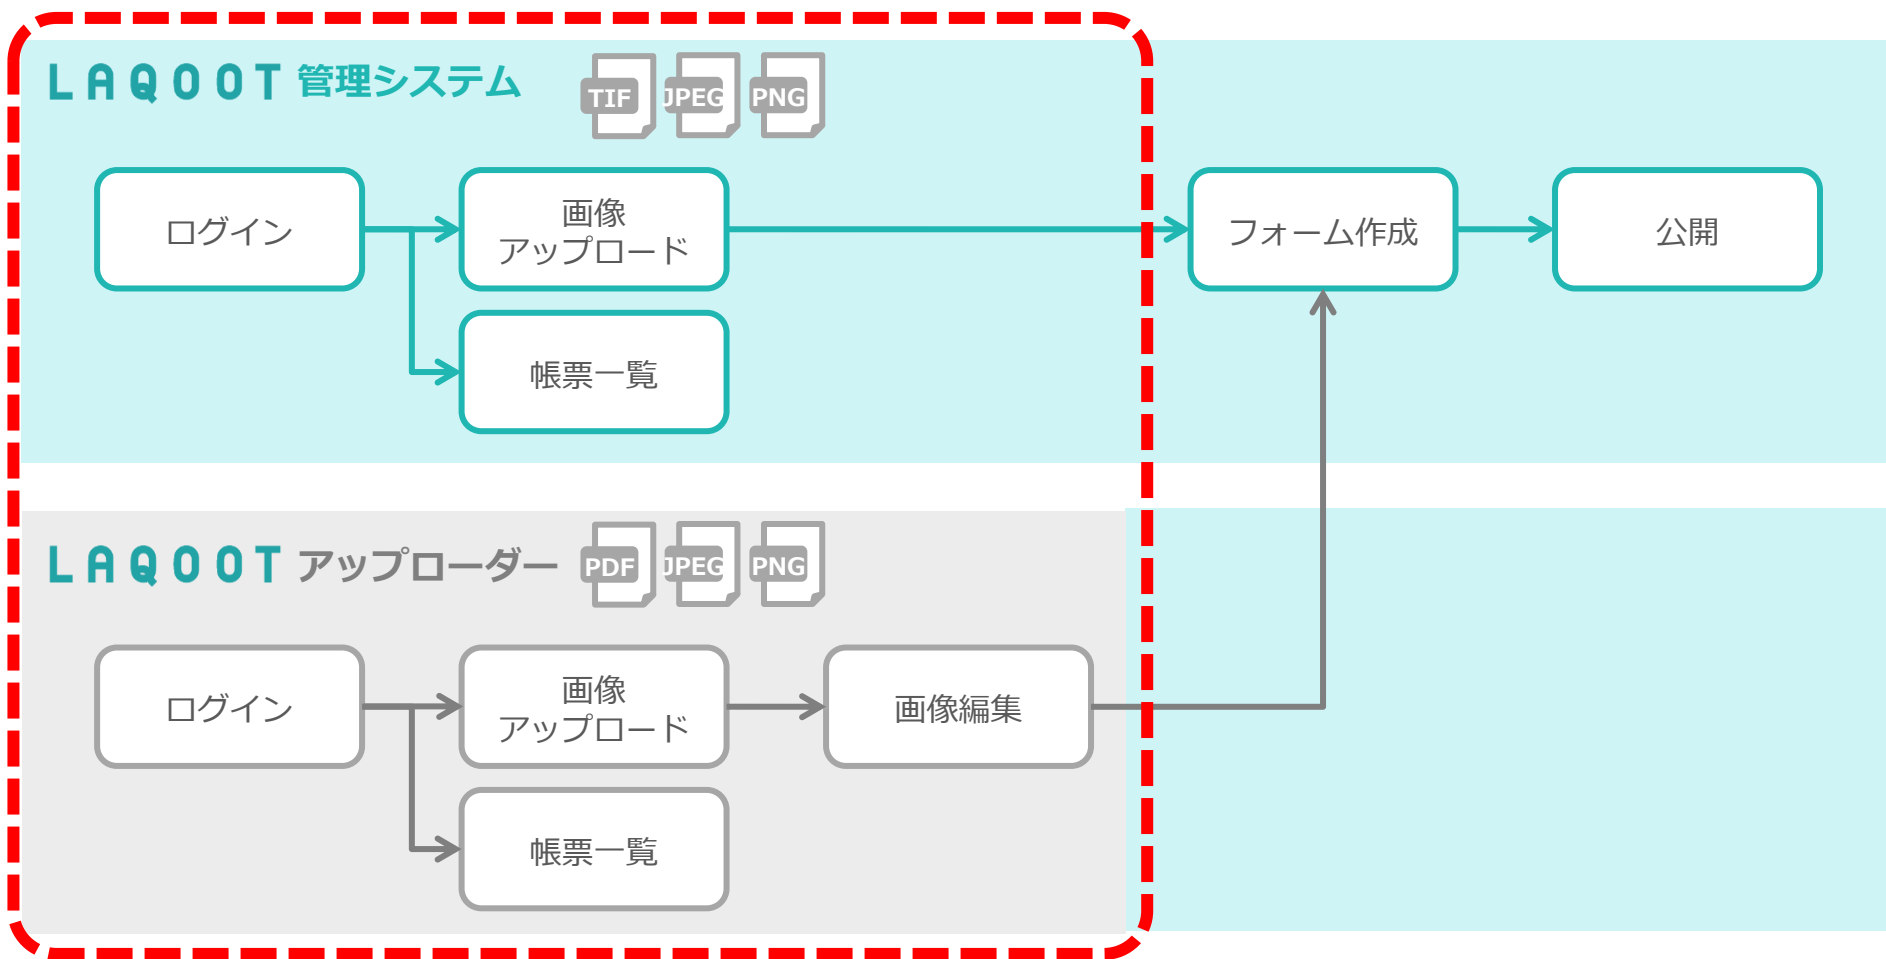 LAQOOT 管理システム
TIF JPEG PNG
ログイン
画像
アップロード
フォーム作成
公開
帳票一覧
LAQOOT アップローダー
PDF JPEG PNG
ログイン
画像
アップロード
画像編集
帳票一覧